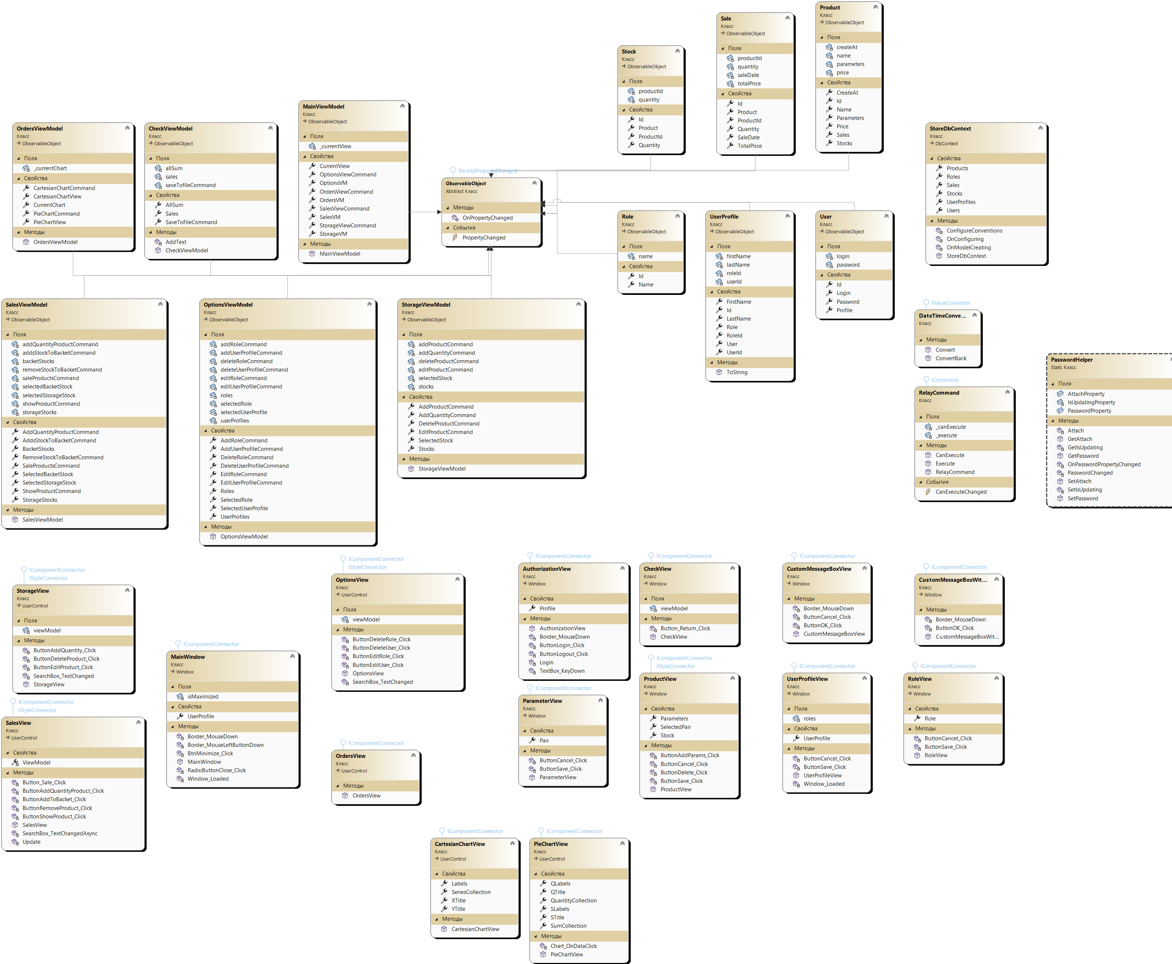 Product
Класс
ObservableObject
Поля
createAt
name
parameters
price
Свойства
CreateAt
Id
Name
Parameters
Price
Sales
Stocks
Sale
Класс
ObservableObject
Поля
productId
quantity
saleDate
totalPrice
Свойства
Id
Product
ProductId
Quantity
SaleDate
TotalPrice
Stock
Класс
ObservableObject
Поля
productId
quantity
Свойства
Id
Product
ProductId
Quantity
MainViewModel
Класс
ObservableObject
Поля
_currentView
Свойства
CurrentView
OptionsViewCommand
OptionsVM
OrdersViewCommand
OrdersVM
SalesViewCommand
SalesVM
StorageViewCommand
StorageVM
Методы
MainViewModel
OrdersViewModel
Класс
ObservableObject
Поля
_currentChart
Свойства
CartesianChartCommand
CartesianChartView
CurrentChart
PieChartCommand
PieChartView
Методы
OrdersViewModel
CheckViewModel
Класс
ObservableObject
Поля
allSum
sales
saveToFileCommand
Свойства
AllSum
Sales
SaveToFileCommand
Методы
AddText
CheckViewModel
INotifyPropertyChanged
ObservableObject
Abstract Класс
Методы
OnPropertyChanged
События
PropertyChanged
StoreDbContext
Класс
DbContext
Свойства
Products
Roles
Sales
Stocks
UserProfiles
Users
Методы
ConfigureConventions
OnConfiguring
OnModelCreating
StoreDbContext
Role
Класс
ObservableObject
Поля
name
Свойства
Id
Name
UserProfile
Класс
ObservableObject
Поля
firstName
lastName
roleId
userId
Свойства
FirstName
Id
LastName
Role
RoleId
User
UserId
Методы
ToString
User
Класс
ObservableObject
Поля
login
password
Свойства
Id
Login
Password
Profile
SalesViewModel
Класс
ObservableObject
Поля
addQuantityProductCommand
addsStockToBacketCommand
backetStocks
removeStockToBacketCommand
saleProductsCommand
selectedBacketStock
selectedStorageStock
showProductCommand
storageStocks
Свойства
AddQuantityProductCommand
AddsStockToBacketCommand
BacketStocks
RemoveStockToBacketCommand
SaleProductsCommand
SelectedBacketStock
SelectedStorageStock
ShowProductCommand
StorageStocks
Методы
SalesViewModel
OptionsViewModel
Класс
ObservableObject
Поля
addRoleCommand
addUserProfileCommand
deleteRoleCommand
deleteUserProfileCommand
editRoleCommand
editUserProfileCommand
roles
selectedRole
selectedUserProfile
userProfiles
Свойства
AddRoleCommand
AddUserProfileCommand
DeleteRoleCommand
DeleteUserProfileCommand
EditRoleCommand
EditUserProfileCommand
Roles
SelectedRole
SelectedUserProfile
UserProfiles
Методы
OptionsViewModel
StorageViewModel
Класс
ObservableObject
Поля
addProductCommand
addQuantityCommand
deleteProductCommand
editProductCommand
selectedStock
stocks
Свойства
AddProductCommand
AddQuantityCommand
DeleteProductCommand
EditProductCommand
SelectedStock
Stocks
Методы
StorageViewModel
IValueConverter
DateTimeConve...
Класс
Методы
Convert
ConvertBack
ICommand
RelayCommand
Класс
Поля
_canExecute
_execute
Методы
CanExecute
Execute
RelayCommand
События
CanExecuteChanged
PasswordHelper
Static Класс
Поля
AttachProperty
IsUpdatingProperty
PasswordProperty
Методы
Attach
GetAttach
GetIsUpdating
GetPassword
OnPasswordPropertyChanged
PasswordChanged
SetAttach
SetIsUpdating
SetPassword
IComponentConnector
IStyleConnector
StorageView
Класс
UserControl
Поля
viewModel
Методы
ButtonAddQuantity_Click
ButtonDeleteProduct_Click
ButtonEditProduct_Click
SearchBox_TextChanged
StorageView
IComponentConnector
MainWindow
Класс
Window
Поля
isMaximized
Свойства
UserProfile
Методы
Border_MouseDown
Border_MouseLeftButtonDown
BtnMinimize_Click
MainWindow
RadioButtonClose_Click
Window_Loaded
IComponentConnector
IStyleConnector
OptionsView
Класс
UserControl
Поля
viewModel
Методы
ButtonDeleteRole_Click
ButtonDeleteUser_Click
ButtonEditRole_Click
ButtonEditUser_Click
OptionsView
SearchBox_TextChanged
IComponentConnector
AuthorizationView
Класс
Window
Свойства
Profile
Методы
AuthorizationView
Border_MouseDown
ButtonLogin_Click
ButtonLogout_Click
Login
TextBox_KeyDown
IComponentConnector
CheckView
Класс
Window
Поля
viewModel
Методы
Button_Return_Click
CheckView
IComponentConnector
CustomMessageBoxView
Класс
Window
Методы
Border_MouseDown
ButtonCancel_Click
ButtonOK_Click
CustomMessageBoxView
IComponentConnector
CustomMessageBoxWit...
Класс
Window
Методы
Border_MouseDown
ButtonOK_Click
CustomMessageBoxWit...
IComponentConnector
IStyleConnector
SalesView
Класс
UserControl
Свойства
ViewModel
Методы
Button_Sale_Click
ButtonAddQuantityProduct_Click
ButtonAddToBacket_Click
ButtonRemoveProduct_Click
ButtonShowProduct_Click
SalesView
SearchBox_TextChangedAsync
Update
IComponentConnector
OrdersView
Класс
UserControl
Методы
OrdersView
IComponentConnector
ParameterView
Класс
Window
Свойства
Pair
Методы
ButtonCancel_Click
ButtonSave_Click
ParameterView
IComponentConnector
IStyleConnector
ProductView
Класс
Window
Свойства
Parameters
SelectedPair
Stock
Методы
ButtonAddParams_Click
ButtonCancel_Click
ButtonDelete_Click
ButtonSave_Click
ProductView
IComponentConnector
UserProfileView
Класс
Window
Поля
roles
Свойства
UserProfile
Методы
ButtonCancel_Click
ButtonSave_Click
UserProfileView
Window_Loaded
IComponentConnector
RoleView
Класс
Window
Свойства
Role
Методы
ButtonCancel_Click
ButtonSave_Click
RoleView
IComponentConnector
CartesianChartView
Класс
UserControl
Свойства
Labels
SeriesCollection
XTitle
YTitle
Методы
CartesianChartView
IComponentConnector
PieChartView
Класс
UserControl
Свойства
QLabels
QTitle
QuantityCollection
SLabels
STitle
SumCollection
Методы
Chart_OnDataClick
PieChartView